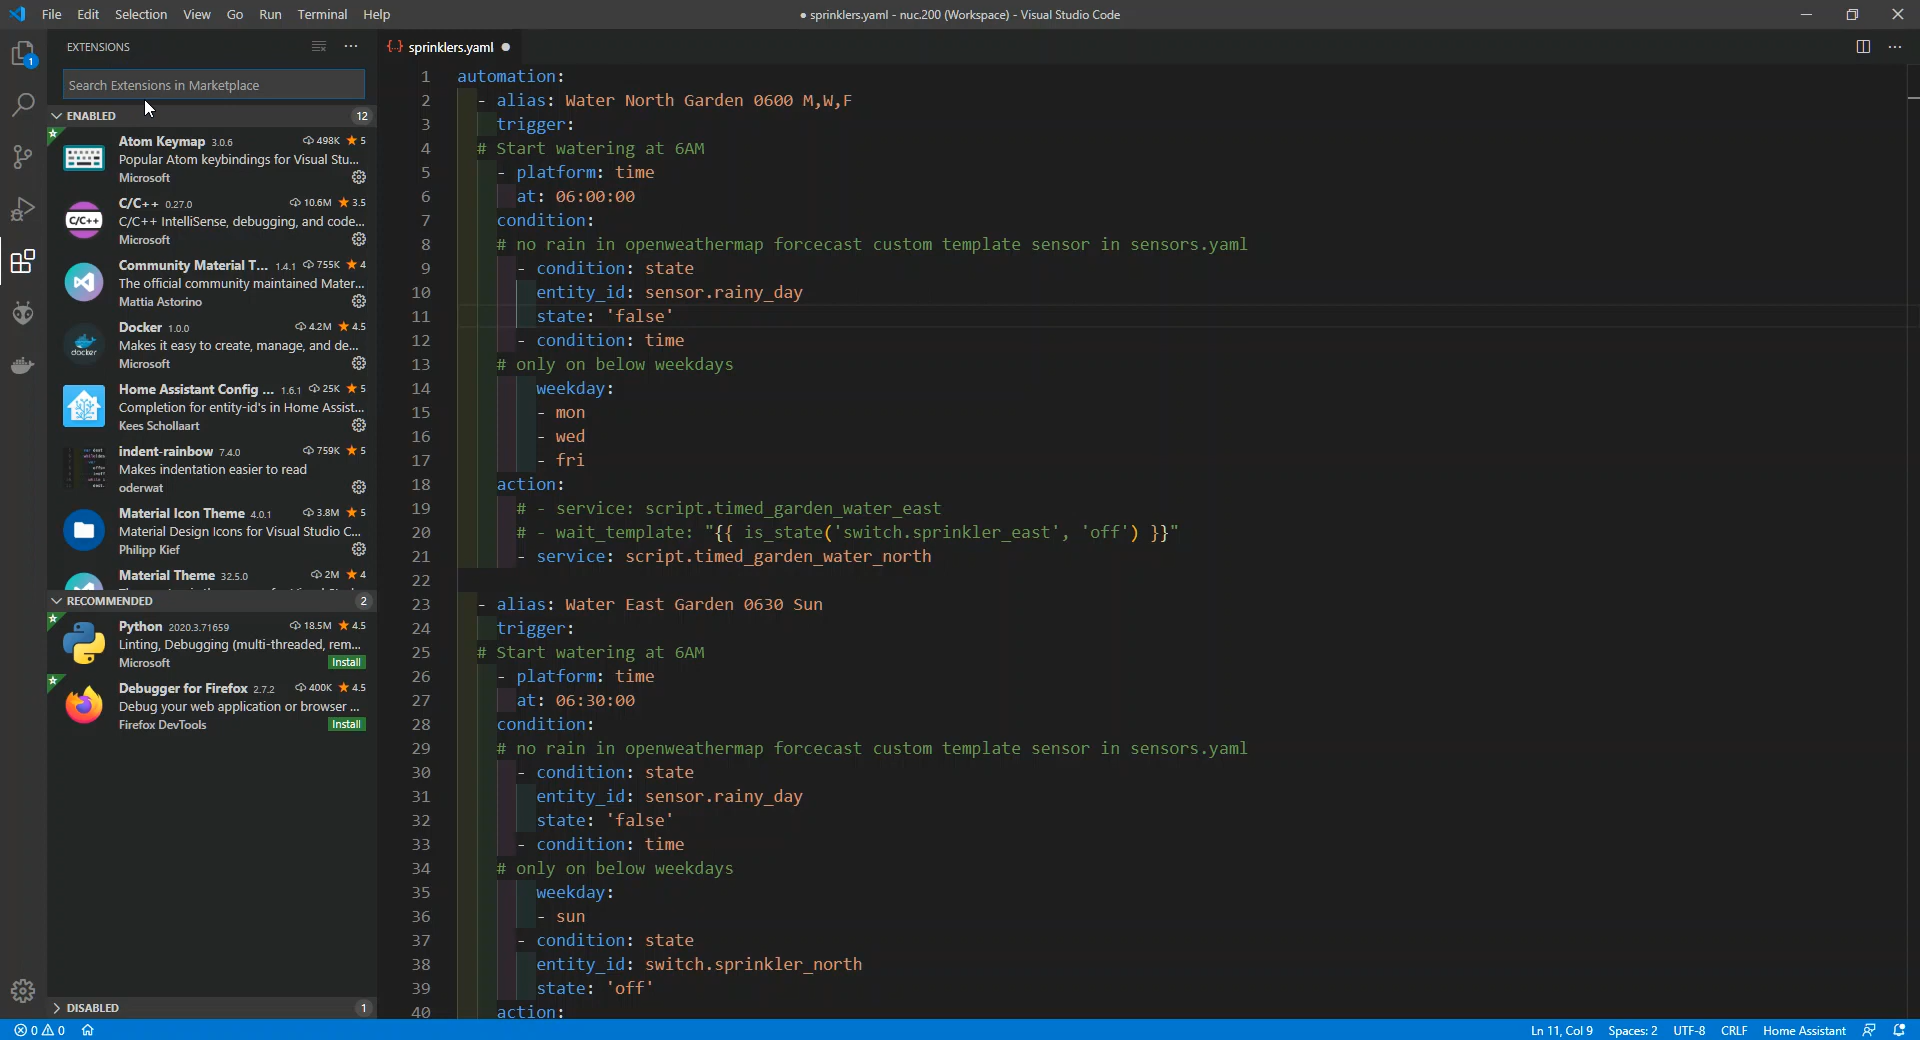 File Edit Selection View Go Run Terminal Help
● sprinklers.yaml - nuc.200 (Workspace) - Visual Studio Code
EXTENSIONS
Search Extensions in Marketplace
ENABLED 12
Atom Keymap 3.0.6 498K 5
Popular Atom keybindings for Visual Stu...
Microsoft
C/C++
C/C++ 0.27.0 10.6M 3.5
C/C++ IntelliSense, debugging, and code...
Microsoft
Community Material T... 1.4.1 755K 4
The official community maintained Mater...
Mattia Astorino
docker
Docker 1.0.0 4.2M 4.5
Makes it easy to create, manage, and de...
Microsoft
Home Assistant Config ... 1.6.1 25K 5
Completion for entity-id's in Home Assist...
Kees Schollaart
indent-rainbow 7.4.0 759K 5
Makes indentation easier to read
oderwat
Material Icon Theme 4.0.1 3.8M 5
Material Design Icons for Visual Studio C...
Philipp Kief
Material Theme 32.5.0 2M 4
RECOMMENDED 2
Python 2020.3.71659 18.5M 4.5
Linting, Debugging (multi-threaded, rem...
Microsoft Install
Debugger for Firefox 2.7.2 400K 4.5
Debug your web application or browser ...
Firefox DevTools Install
DISABLED 1
1
{..} sprinklers.yaml ●
1 automation:
2 - alias: Water North Garden 0600 M,W,F
3 trigger:
4 # Start watering at 6AM
5 - platform: time
6 at: 06:00:00
7 condition:
8 # no rain in openweathermap forcecast custom template sensor in sensors.yaml
9 - condition: state
10 entity_id: sensor.rainy_day
11 state: 'false'
12 - condition: time
13 # only on below weekdays
14 weekday:
15 - mon
16 - wed
17 - fri
18 action:
19 # - service: script.timed_garden_water_east
20 # - wait_template: "{{ is_state('switch.sprinkler_east', 'off') }}"
21 - service: script.timed_garden_water_north
22
23 - alias: Water East Garden 0630 Sun
24 trigger:
25 # Start watering at 6AM
26 - platform: time
27 at: 06:30:00
28 condition:
29 # no rain in openweathermap forcecast custom template sensor in sensors.yaml
30 - condition: state
31 entity_id: sensor.rainy_day
32 state: 'false'
33 - condition: time
34 # only on below weekdays
35 weekday:
36 - sun
37 - condition: state
38 entity_id: switch.sprinkler_north
39 state: 'off'
40 action:
0 0 Ln 11, Col 9 Spaces: 2 UTF-8 CRLF Home Assistant